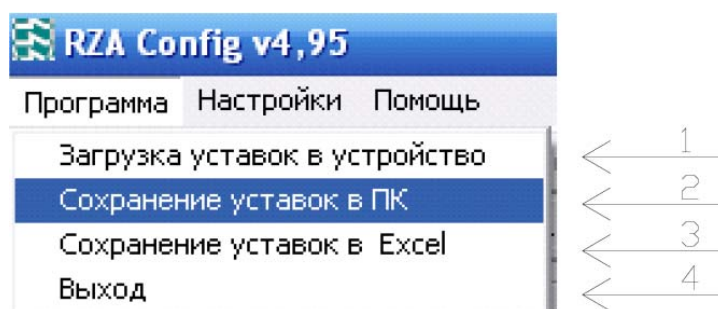 RZA Config v4,95
Программа Настройки Помощь
Загрузка уставок в устройство 1
Сохранение уставок в ПК 2
Сохранение уставок в Excel 3
Выход 4